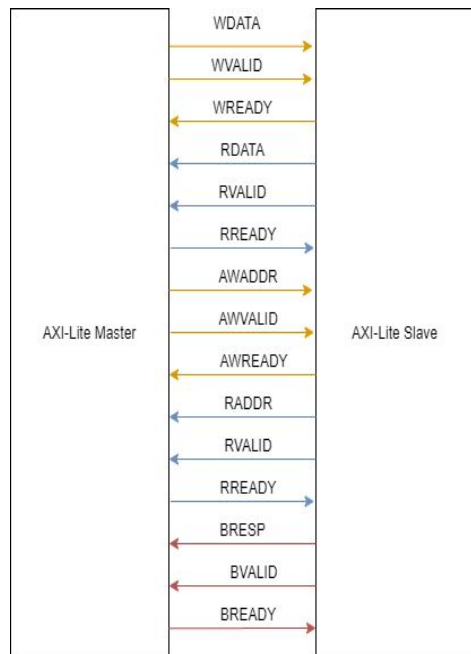 WDATA
WVALID
WREADY
RDATA
RVALID
RREADY
AWADDR
AXI-Lite Master
AWVALID
AXI-Lite Slave
AWREADY
RADDR
RVALID
RREADY
BRESP
BVALID
BREADY